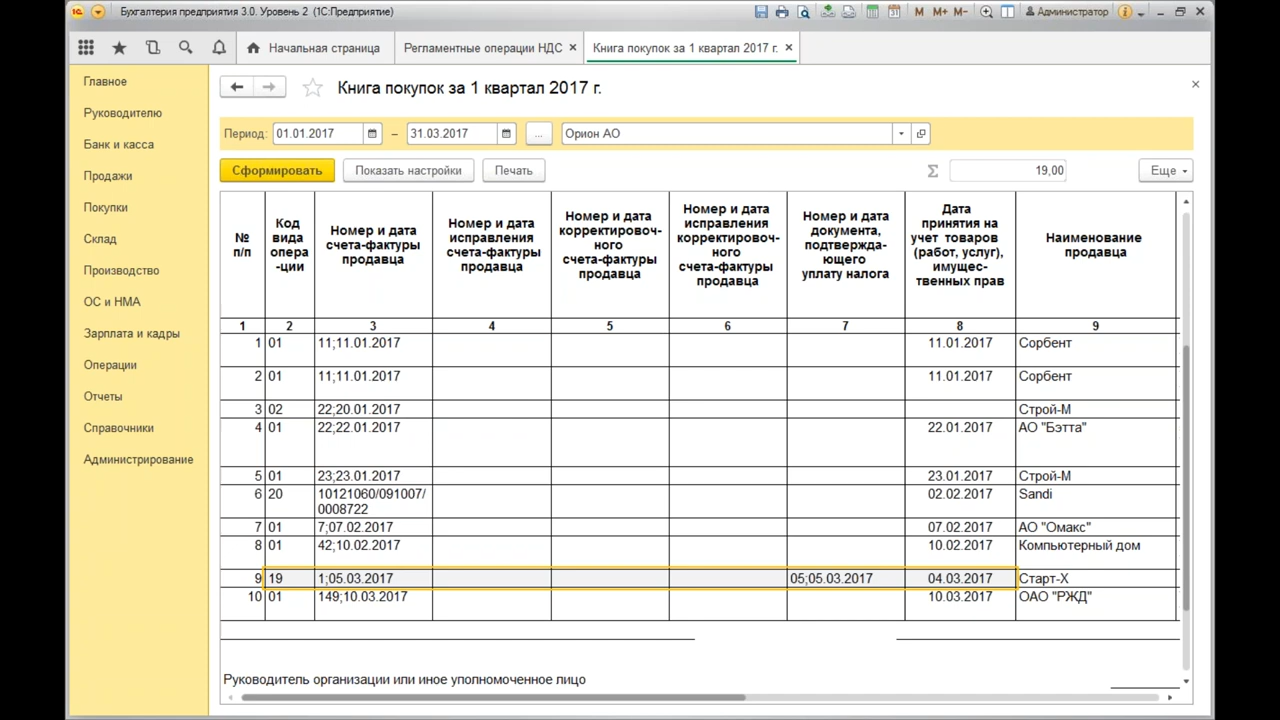 Бухгалтерия предприятия 3.0. Уровень 2 (1С:Предприятие)
M M+ M- Администратор
Начальная страница
Регламентные операции НДС ×
Книга покупок за 1 квартал 2017 г. ×
Главное
Руководителю
Банк и касса
Продажи
Покупки
Склад
Производство
ОС и НМА
Зарплата и кадры
Операции
Отчеты
Справочники
Администрирование
Книга покупок за 1 квартал 2017 г.
Период: 01.01.2017 – 31.03.2017 ... Орион АО
Сформировать Показать настройки Печать Σ 19,00 Еще
№
п/п
Код
вида
опера
-ции
Номер и дата
счета-фактуры
продавца
Номер и дата
исправления
счета-фактуры
продавца
Номер и дата
корректировоч-
ного
счета-фактуры
продавца
Номер и дата
исправления
корректировоч-
ного
счета-фактуры
продавца
Номер и дата
документа,
подтвержда-
ющего
уплату налога
Дата
принятия на
учет товаров
(работ, услуг),
имущес-
твенных прав
Наименование
продавца
1 2 3 4 5 6 7 8 9
1 01 11;11.01.2017 11.01.2017 Сорбент
2 01 11;11.01.2017 11.01.2017 Сорбент
3 02 22;20.01.2017 Строй-М
4 01 22;22.01.2017 22.01.2017 АО "Бэтта"
5 01 23;23.01.2017 23.01.2017 Строй-М
6 20 10121060/091007/ 02.02.2017 Sandi
0008722
7 01 7;07.02.2017 07.02.2017 АО "Омакс"
8 01 42;10.02.2017 10.02.2017 Компьютерный дом
9 19 1;05.03.2017 05;05.03.2017 04.03.2017 Старт-Х
10 01 149;10.03.2017 10.03.2017 ОАО "РЖД"
Руководитель организации или иное уполномоченное лицо